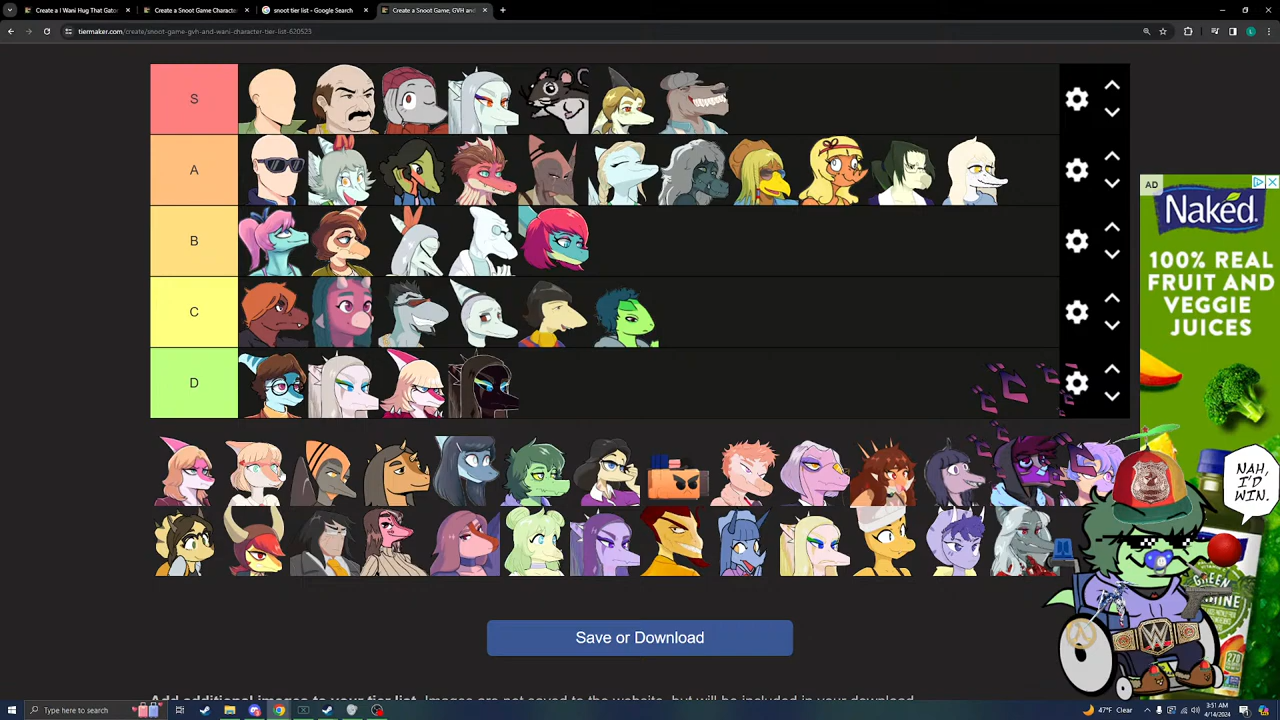 Create a I Wani Hug That Gator
Create a Snoot Game Character
snoot tier list - Google Search
Create a Snoot Game, GVH and
tiermaker.com/create/snoot-game-gvh-and-wani-character-tier-list-620523
S
A
B
C
D
AD
Naked
100% REAL
FRUIT AND
VEGGIE
JUICES
NAH,
I'D
WIN.
GREEN
W
Save or Download
Add additional images to your tier list. Images are not saved to the website, but will be included in your download.
Type here to search
47°F Clear
3:51 AM
4/14/2024